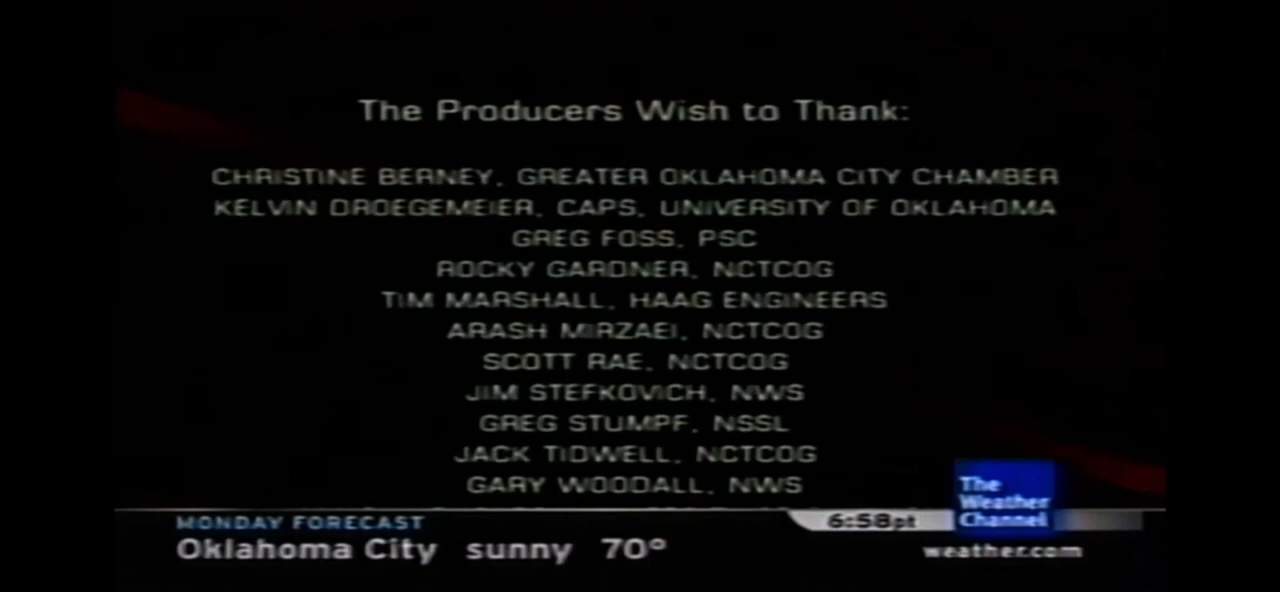 The Producers Wish to Thank:
CHRISTINE BERNEY, GREATER OKLAHOMA CITY CHAMBER
KELVIN DROEGEMEIER, CAPS, UNIVERSITY OF OKLAHOMA
GREG FOSS, PSC
ROCKY GARDNER, NCTCOG
TIM MARSHALL, HAAG ENGINEERS
ARASH MIRZAEI, NCTCOG
SCOTT RAE, NCTCOG
JIM STEFKOVICH, NWS
GREG STUMPF, NSSL
JACK TIDWELL, NCTCOG
GARY WOODALL, NWS
MONDAY FORECAST
Oklahoma City sunny 70°
6:58pt
The
Weather
Channel
weather.com